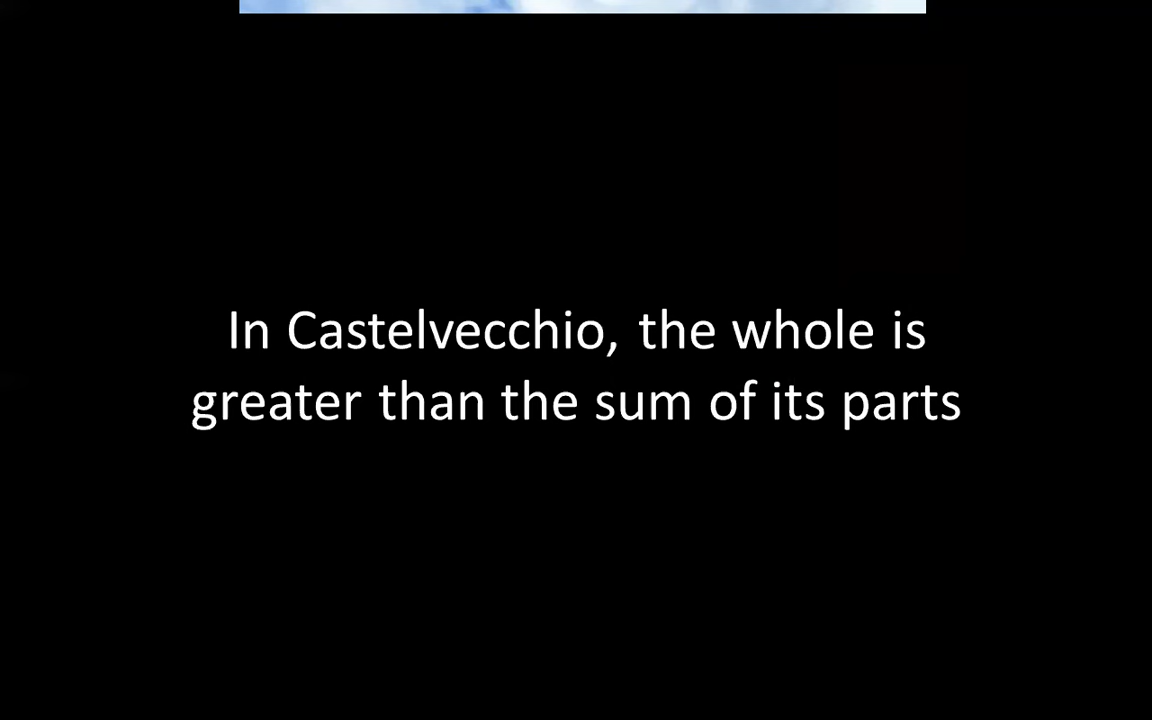 In Castelvecchio, the whole is
greater than the sum of its parts